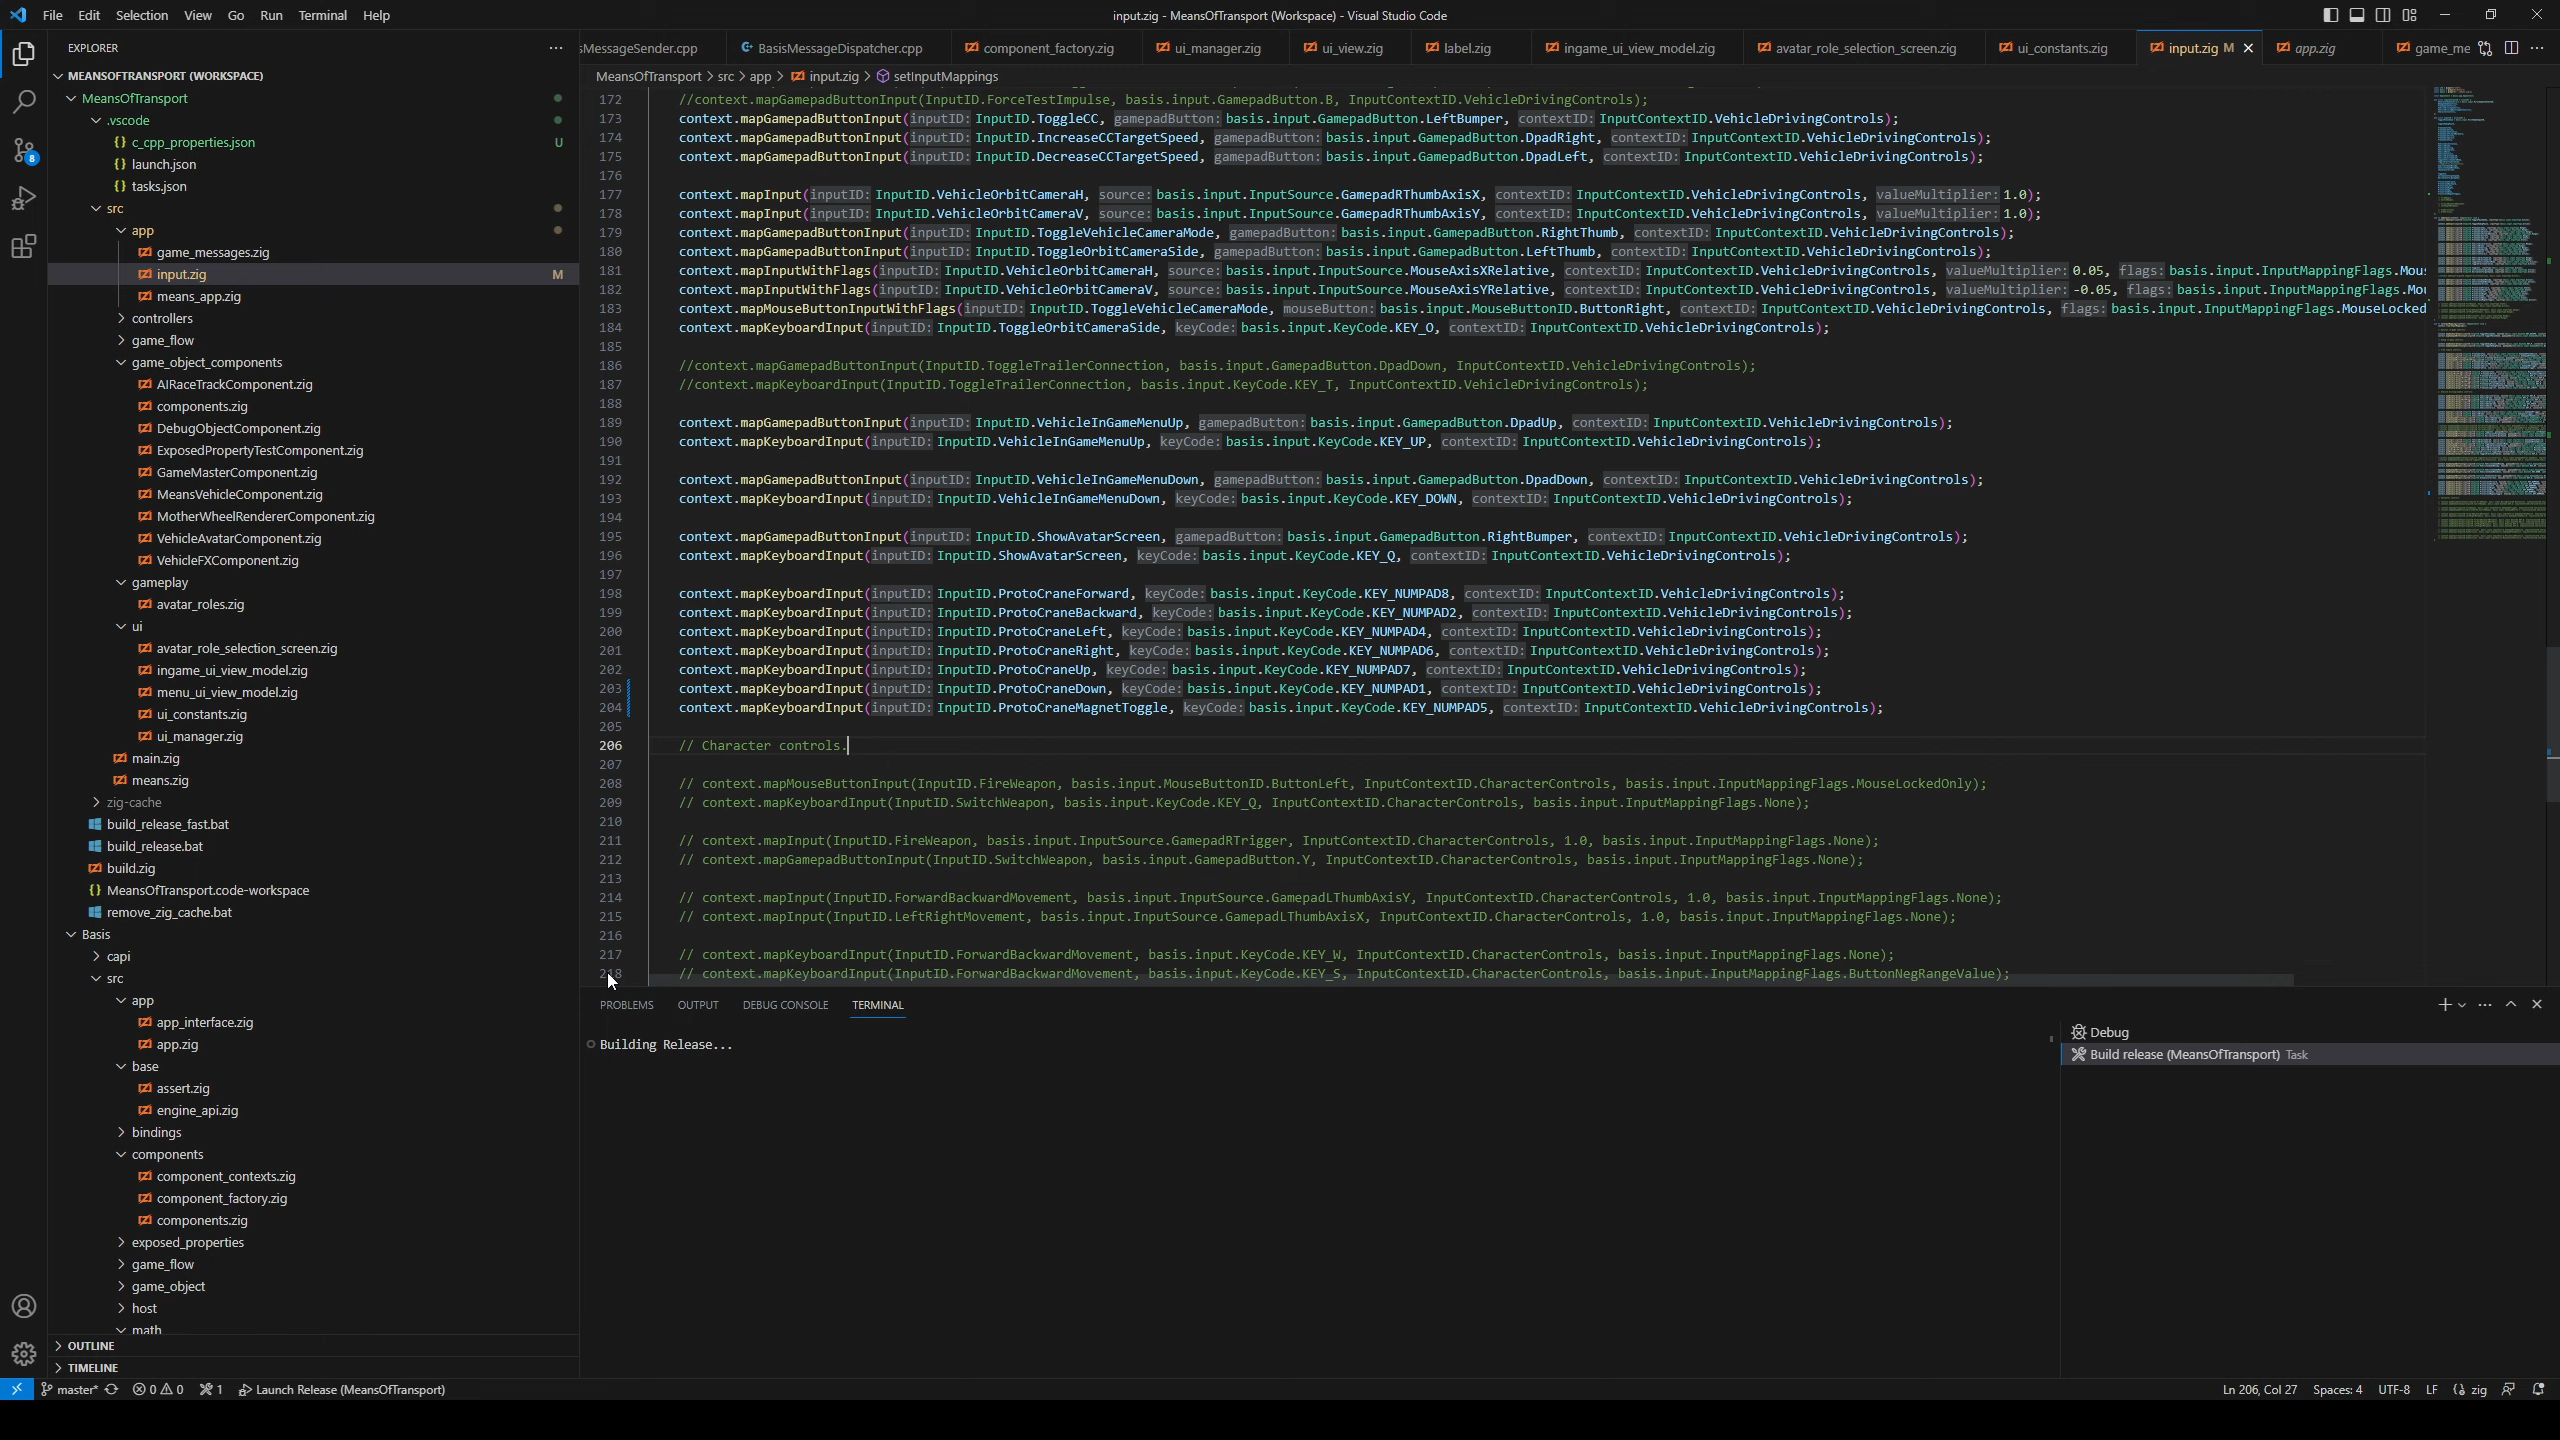 File Edit Selection View Go Run Terminal Help
input.zig - MeansOfTransport (Workspace) - Visual Studio Code
EXPLORER
MEANSOFTRANSPORT (WORKSPACE)
MeansOfTransport
.vscode
c_cpp_properties.json U
launch.json
tasks.json
src
app
game_messages.zig
input.zig M
means_app.zig
controllers
game_flow
game_object_components
AIRaceTrackComponent.zig
components.zig
DebugObjectComponent.zig
ExposedPropertyTestComponent.zig
GameMasterComponent.zig
MeansVehicleComponent.zig
MotherWheelRendererComponent.zig
VehicleAvatarComponent.zig
VehicleFXComponent.zig
gameplay
avatar_roles.zig
ui
avatar_role_selection_screen.zig
ingame_ui_view_model.zig
menu_ui_view_model.zig
ui_constants.zig
ui_manager.zig
main.zig
means.zig
zig-cache
build_release_fast.bat
build_release.bat
build.zig
MeansOfTransport.code-workspace
remove_zig_cache.bat
Basis
capi
src
app
app_interface.zig
app.zig
base
assert.zig
engine_api.zig
bindings
components
component_contexts.zig
component_factory.zig
components.zig
exposed_properties
game_flow
game_object
host
math
OUTLINE
TIMELINE
8
sMessageSender.cpp BasisMessageDispatcher.cpp component_factory.zig ui_manager.zig ui_view.zig label.zig ingame_ui_view_model.zig avatar_role_selection_screen.zig ui_constants.zig input.zig M app.zig game_me
MeansOfTransport > src > app > input.zig > setInputMappings
172 //context.mapGamepadButtonInput(InputID.ForceTestImpulse, basis.input.GamepadButton.B, InputContextID.VehicleDrivingControls);
173 context.mapGamepadButtonInput(inputID: InputID.ToggleCC, gamepadButton: basis.input.GamepadButton.LeftBumper, contextID: InputContextID.VehicleDrivingControls);
174 context.mapGamepadButtonInput(inputID: InputID.IncreaseCCTargetSpeed, gamepadButton: basis.input.GamepadButton.DpadRight, contextID: InputContextID.VehicleDrivingControls);
175 context.mapGamepadButtonInput(inputID: InputID.DecreaseCCTargetSpeed, gamepadButton: basis.input.GamepadButton.DpadLeft, contextID: InputContextID.VehicleDrivingControls);
176
177 context.mapInput(inputID: InputID.VehicleOrbitCameraH, source: basis.input.InputSource.GamepadRThumbAxisX, contextID: InputContextID.VehicleDrivingControls, valueMultiplier: 1.0);
178 context.mapInput(inputID: InputID.VehicleOrbitCameraV, source: basis.input.InputSource.GamepadRThumbAxisY, contextID: InputContextID.VehicleDrivingControls, valueMultiplier: 1.0);
179 context.mapGamepadButtonInput(inputID: InputID.ToggleVehicleCameraMode, gamepadButton: basis.input.GamepadButton.RightThumb, contextID: InputContextID.VehicleDrivingControls);
180 context.mapGamepadButtonInput(inputID: InputID.ToggleOrbitCameraSide, gamepadButton: basis.input.GamepadButton.LeftThumb, contextID: InputContextID.VehicleDrivingControls);
181 context.mapInputWithFlags(inputID: InputID.VehicleOrbitCameraH, source: basis.input.InputSource.MouseAxisXRelative, contextID: InputContextID.VehicleDrivingControls, valueMultiplier: 0.05, flags: basis.input.InputMappingFlags.Mous
182 context.mapInputWithFlags(inputID: InputID.VehicleOrbitCameraV, source: basis.input.InputSource.MouseAxisYRelative, contextID: InputContextID.VehicleDrivingControls, valueMultiplier: -0.05, flags: basis.input.InputMappingFlags.Mou
183 context.mapMouseButtonInputWithFlags(inputID: InputID.ToggleVehicleCameraMode, mouseButton: basis.input.MouseButtonID.ButtonRight, contextID: InputContextID.VehicleDrivingControls, flags: basis.input.InputMappingFlags.MouseLocked
184 context.mapKeyboardInput(inputID: InputID.ToggleOrbitCameraSide, keyCode: basis.input.KeyCode.KEY_O, contextID: InputContextID.VehicleDrivingControls);
185
186 //context.mapGamepadButtonInput(InputID.ToggleTrailerConnection, basis.input.GamepadButton.DpadDown, InputContextID.VehicleDrivingControls);
187 //context.mapKeyboardInput(InputID.ToggleTrailerConnection, basis.input.KeyCode.KEY_T, InputContextID.VehicleDrivingControls);
188
189 context.mapGamepadButtonInput(inputID: InputID.VehicleInGameMenuUp, gamepadButton: basis.input.GamepadButton.DpadUp, contextID: InputContextID.VehicleDrivingControls);
190 context.mapKeyboardInput(inputID: InputID.VehicleInGameMenuUp, keyCode: basis.input.KeyCode.KEY_UP, contextID: InputContextID.VehicleDrivingControls);
191
192 context.mapGamepadButtonInput(inputID: InputID.VehicleInGameMenuDown, gamepadButton: basis.input.GamepadButton.DpadDown, contextID: InputContextID.VehicleDrivingControls);
193 context.mapKeyboardInput(inputID: InputID.VehicleInGameMenuDown, keyCode: basis.input.KeyCode.KEY_DOWN, contextID: InputContextID.VehicleDrivingControls);
194
195 context.mapGamepadButtonInput(inputID: InputID.ShowAvatarScreen, gamepadButton: basis.input.GamepadButton.RightBumper, contextID: InputContextID.VehicleDrivingControls);
196 context.mapKeyboardInput(inputID: InputID.ShowAvatarScreen, keyCode: basis.input.KeyCode.KEY_Q, contextID: InputContextID.VehicleDrivingControls);
197
198 context.mapKeyboardInput(inputID: InputID.ProtoCraneForward, keyCode: basis.input.KeyCode.KEY_NUMPAD8, contextID: InputContextID.VehicleDrivingControls);
199 context.mapKeyboardInput(inputID: InputID.ProtoCraneBackward, keyCode: basis.input.KeyCode.KEY_NUMPAD2, contextID: InputContextID.VehicleDrivingControls);
200 context.mapKeyboardInput(inputID: InputID.ProtoCraneLeft, keyCode: basis.input.KeyCode.KEY_NUMPAD4, contextID: InputContextID.VehicleDrivingControls);
201 context.mapKeyboardInput(inputID: InputID.ProtoCraneRight, keyCode: basis.input.KeyCode.KEY_NUMPAD6, contextID: InputContextID.VehicleDrivingControls);
202 context.mapKeyboardInput(inputID: InputID.ProtoCraneUp, keyCode: basis.input.KeyCode.KEY_NUMPAD7, contextID: InputContextID.VehicleDrivingControls);
203 context.mapKeyboardInput(inputID: InputID.ProtoCraneDown, keyCode: basis.input.KeyCode.KEY_NUMPAD1, contextID: InputContextID.VehicleDrivingControls);
204 context.mapKeyboardInput(inputID: InputID.ProtoCraneMagnetToggle, keyCode: basis.input.KeyCode.KEY_NUMPAD5, contextID: InputContextID.VehicleDrivingControls);
205
206 // Character controls.
207
208 // context.mapMouseButtonInput(InputID.FireWeapon, basis.input.MouseButtonID.ButtonLeft, InputContextID.CharacterControls, basis.input.InputMappingFlags.MouseLockedOnly);
209 // context.mapKeyboardInput(InputID.SwitchWeapon, basis.input.KeyCode.KEY_Q, InputContextID.CharacterControls, basis.input.InputMappingFlags.None);
210
211 // context.mapInput(InputID.FireWeapon, basis.input.InputSource.GamepadRTrigger, InputContextID.CharacterControls, 1.0, basis.input.InputMappingFlags.None);
212 // context.mapGamepadButtonInput(InputID.SwitchWeapon, basis.input.GamepadButton.Y, InputContextID.CharacterControls, basis.input.InputMappingFlags.None);
213
214 // context.mapInput(InputID.ForwardBackwardMovement, basis.input.InputSource.GamepadLThumbAxisY, InputContextID.CharacterControls, 1.0, basis.input.InputMappingFlags.None);
215 // context.mapInput(InputID.LeftRightMovement, basis.input.InputSource.GamepadLThumbAxisX, InputContextID.CharacterControls, 1.0, basis.input.InputMappingFlags.None);
216
217 // context.mapKeyboardInput(InputID.ForwardBackwardMovement, basis.input.KeyCode.KEY_W, InputContextID.CharacterControls, basis.input.InputMappingFlags.None);
218 // context.mapKeyboardInput(InputID.ForwardBackwardMovement, basis.input.KeyCode.KEY_S, InputContextID.CharacterControls, basis.input.InputMappingFlags.ButtonNegRangeValue);
PROBLEMS OUTPUT DEBUG CONSOLE TERMINAL
Building Release...
Debug
Build release (MeansOfTransport) Task
master* 0 0 1 Launch Release (MeansOfTransport)
Ln 206, Col 27 Spaces: 4 UTF-8 LF zig